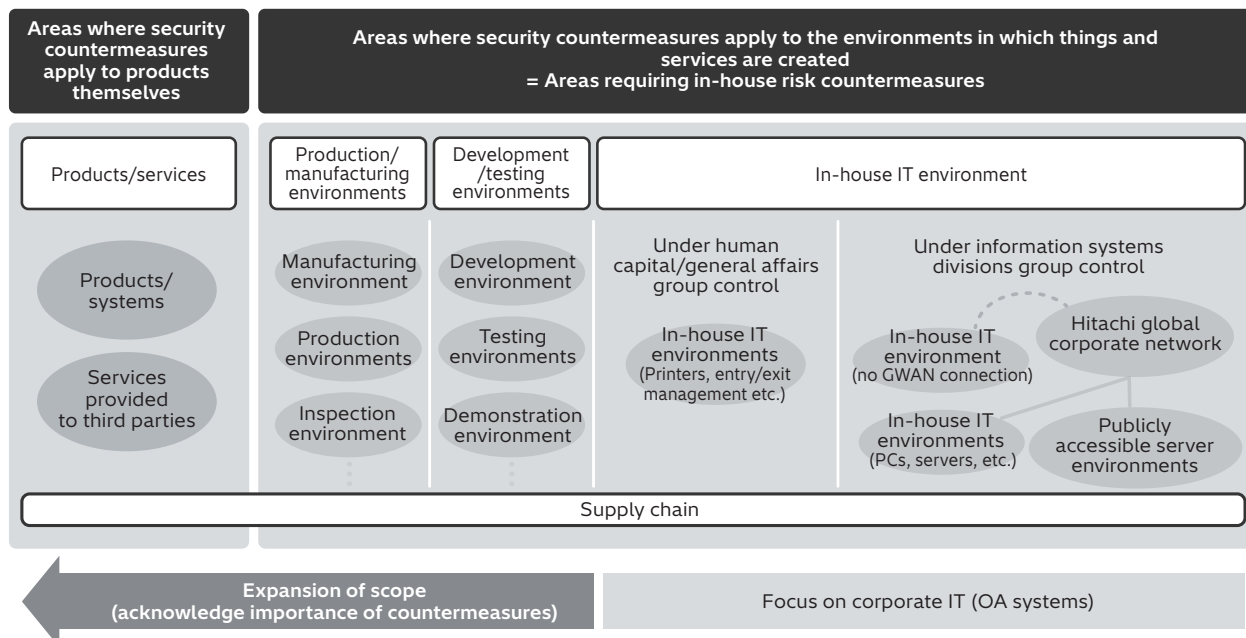 Areas where security
countermeasures
apply to products
themselves
Areas where security countermeasures apply to the environments in which things and
services are created
= Areas requiring in-house risk countermeasures
Products/services
Production/
manufacturing
environments
Development
/testing
environments
In-house IT environment
Products/
systems
Services
provided
to third parties
Manufacturing
environment
Production
environments
Inspection
environment
Development
environment
Testing
environments
Demonstration
environment
Under human
capital/general affairs
group control
In-house IT
environments
(Printers, entry/exit
management etc.)
Under information systems
divisions group control
In-house IT
environment
(no GWAN connection)
Hitachi global
corporate network
In-house IT
environments
(PCs, servers, etc.)
Publicly
accessible server
environments
Supply chain
Expansion of scope
(acknowledge importance of countermeasures)
Focus on corporate IT (OA systems)